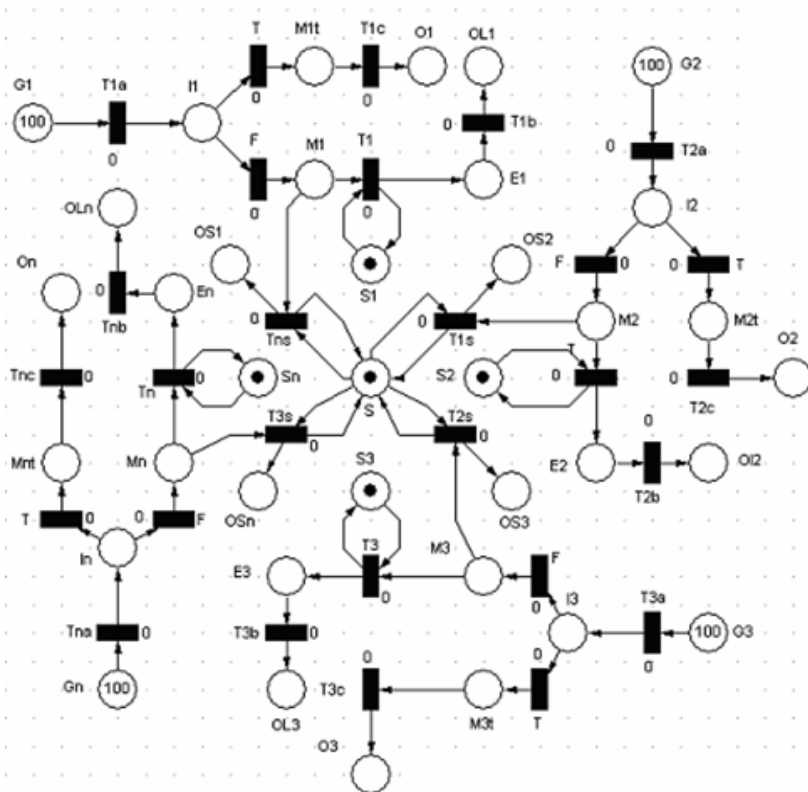 T M1t T1c O1 OL1
G1 T1a I1 G2
100 100
0 0 0
F M1 T1 0 T1b 0 T2a
0 0 E1 I2
OLn OS1 OS2
On S1 F 0 0 T
0 En 0 0 M2 M2t
Tnb Tns T1s O2
Tnc 0 Tn 0 Sn S S2 0 T
T3s T2s T2c
0 0 0
Mnt Mn S3 E2 OI2
OSn OS3 T2b
T 0 0 F T3 M3 F
In E3 I3 T3a
0 0
Tna 0 T3b 0 100 G3
0 0 0
100 T3c
Gn OL3 M3t T
O3